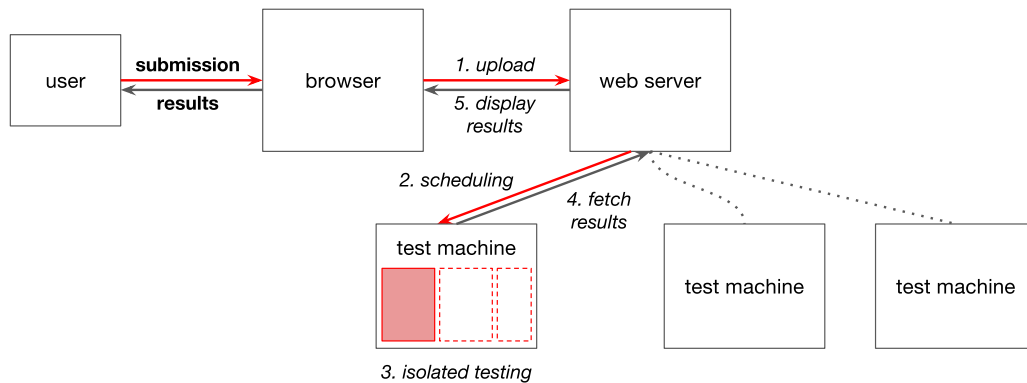 user
submission
results
browser
1. upload
5. display
results
web server
2. scheduling
4. fetch
results
test machine
3. isolated testing
test machine
test machine